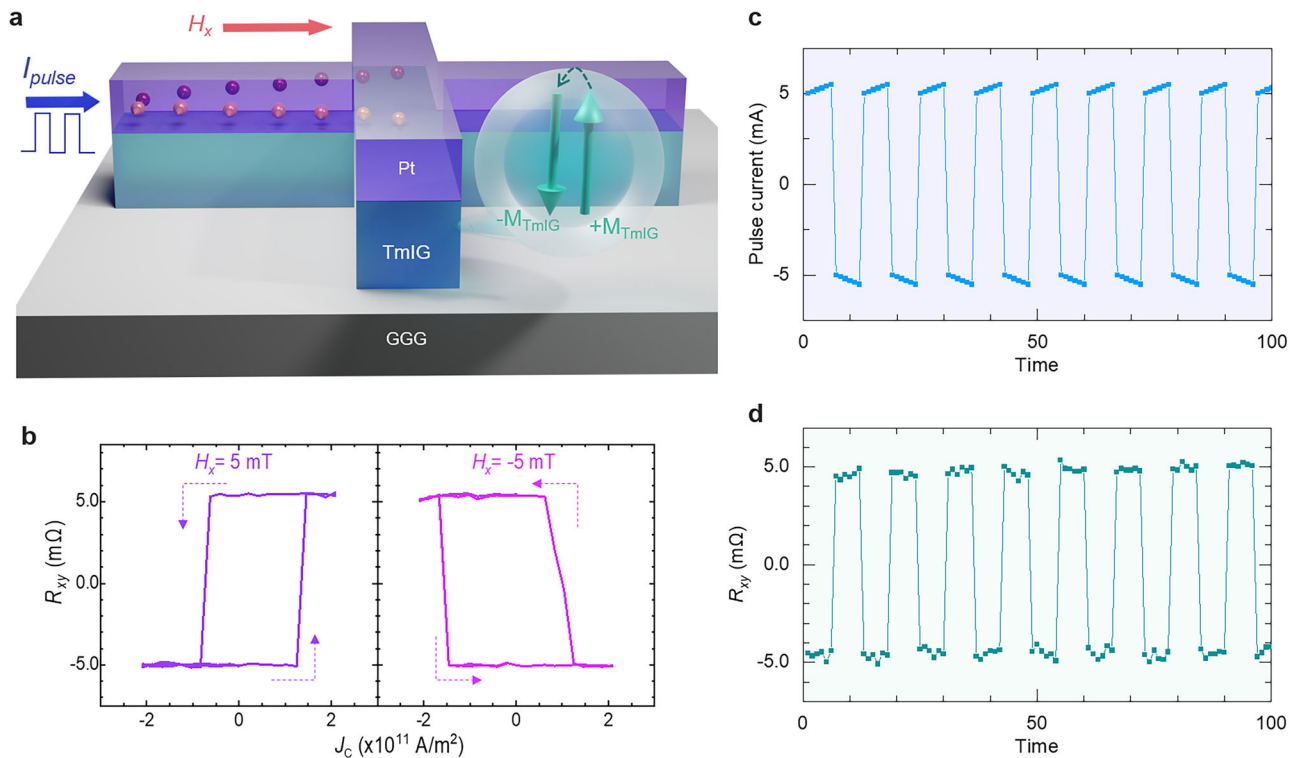 a
H_x
I_pulse
Pt
TmIG
-M_TmIG
+M_TmIG
GGG
b
H_x= 5 mT
H_x= -5 mT
R_xy (mΩ)
5.0
0.0
-5.0
-2 0 2 -2 0 2
J_C (x10^11 A/m^2)
c
Pulse current (mA)
5
0
-5
0 50 100
Time
d
R_xy (mΩ)
5.0
0.0
-5.0
0 50 100
Time